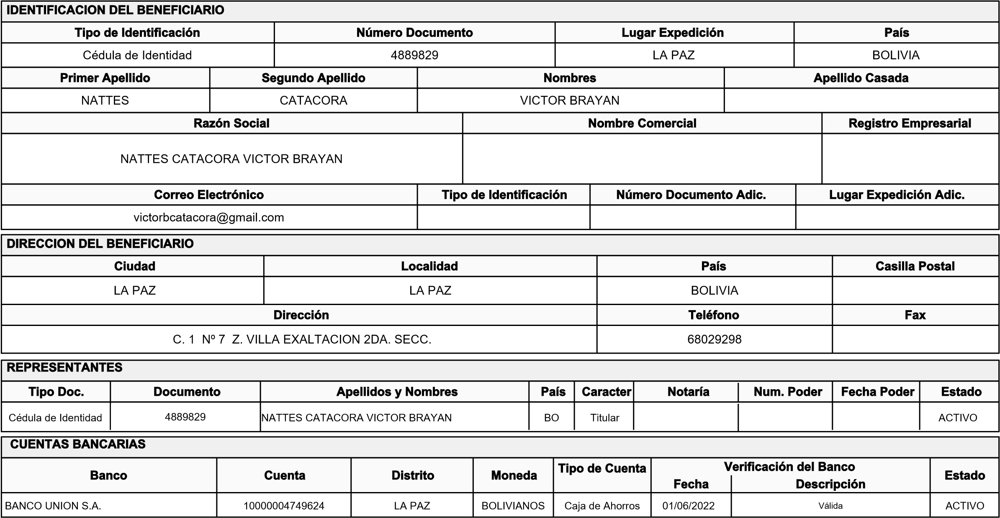 IDENTIFICACION DEL BENEFICIARIO
Tipo de Identificación Número Documento Lugar Expedición País
Cédula de Identidad 4889829 LA PAZ BOLIVIA
Primer Apellido Segundo Apellido Nombres Apellido Casada
NATTES CATACORA VICTOR BRAYAN
Razón Social Nombre Comercial Registro Empresarial
NATTES CATACORA VICTOR BRAYAN
Correo Electrónico Tipo de Identificación Número Documento Adic. Lugar Expedición Adic.
victorbcatacora@gmail.com
DIRECCION DEL BENEFICIARIO
Ciudad Localidad País Casilla Postal
LA PAZ LA PAZ BOLIVIA
Dirección Teléfono Fax
C. 1 Nº 7 Z. VILLA EXALTACION 2DA. SECC. 68029298
REPRESENTANTES
Tipo Doc. Documento Apellidos y Nombres País Caracter Notaría Num. Poder Fecha Poder Estado
Cédula de Identidad 4889829 NATTES CATACORA VICTOR BRAYAN BO Titular ACTIVO
CUENTAS BANCARIAS
Banco Cuenta Distrito Moneda Tipo de Cuenta Verificación del Banco Estado
Fecha Descripción
BANCO UNION S.A. 10000004749624 LA PAZ BOLIVIANOS Caja de Ahorros 01/06/2022 Válida ACTIVO